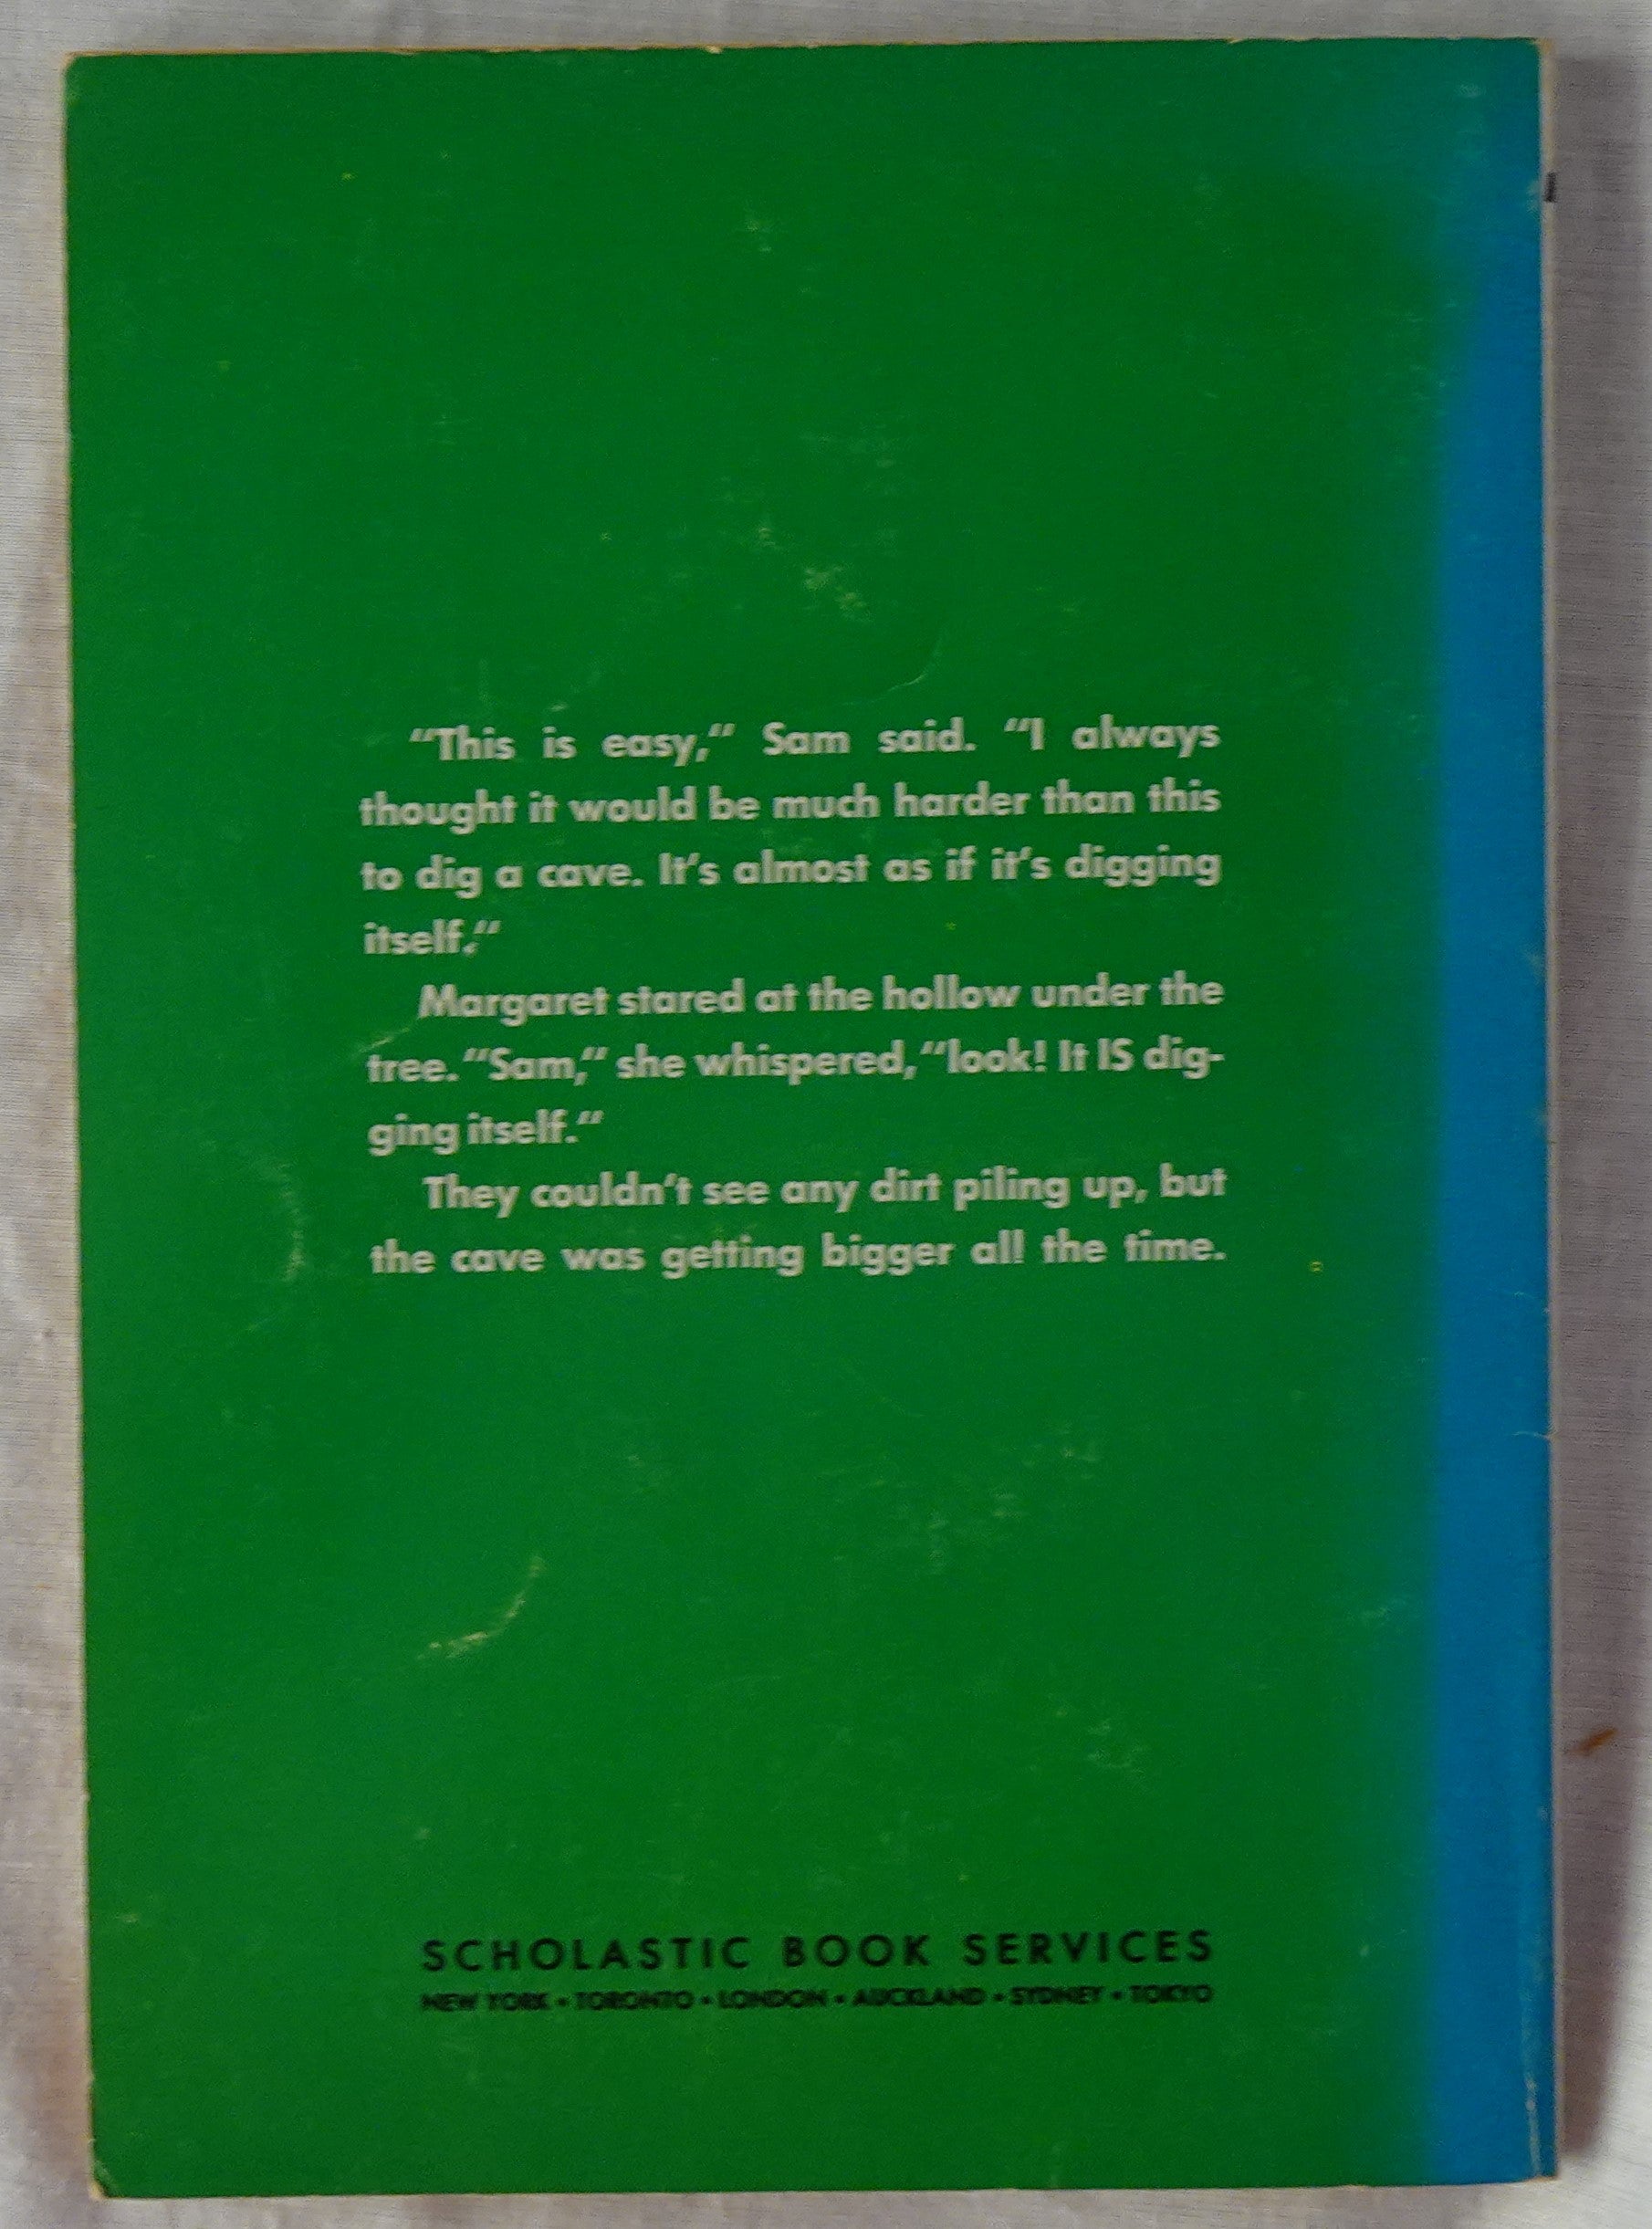 “This is easy,” Sam said. “I always
thought it would be much harder than this
to dig a cave. It's almost as if it's digging
itself.”
Margaret stared at the hollow under the
tree. “Sam,” she whispered, “look! It IS dig-
ging itself.”
They couldn't see any dirt piling up, but
the cave was getting bigger all the time.
SCHOLASTIC BOOK SERVICES
NEW YORK • TORONTO • LONDON • AUCKLAND • SYDNEY • TOKYO